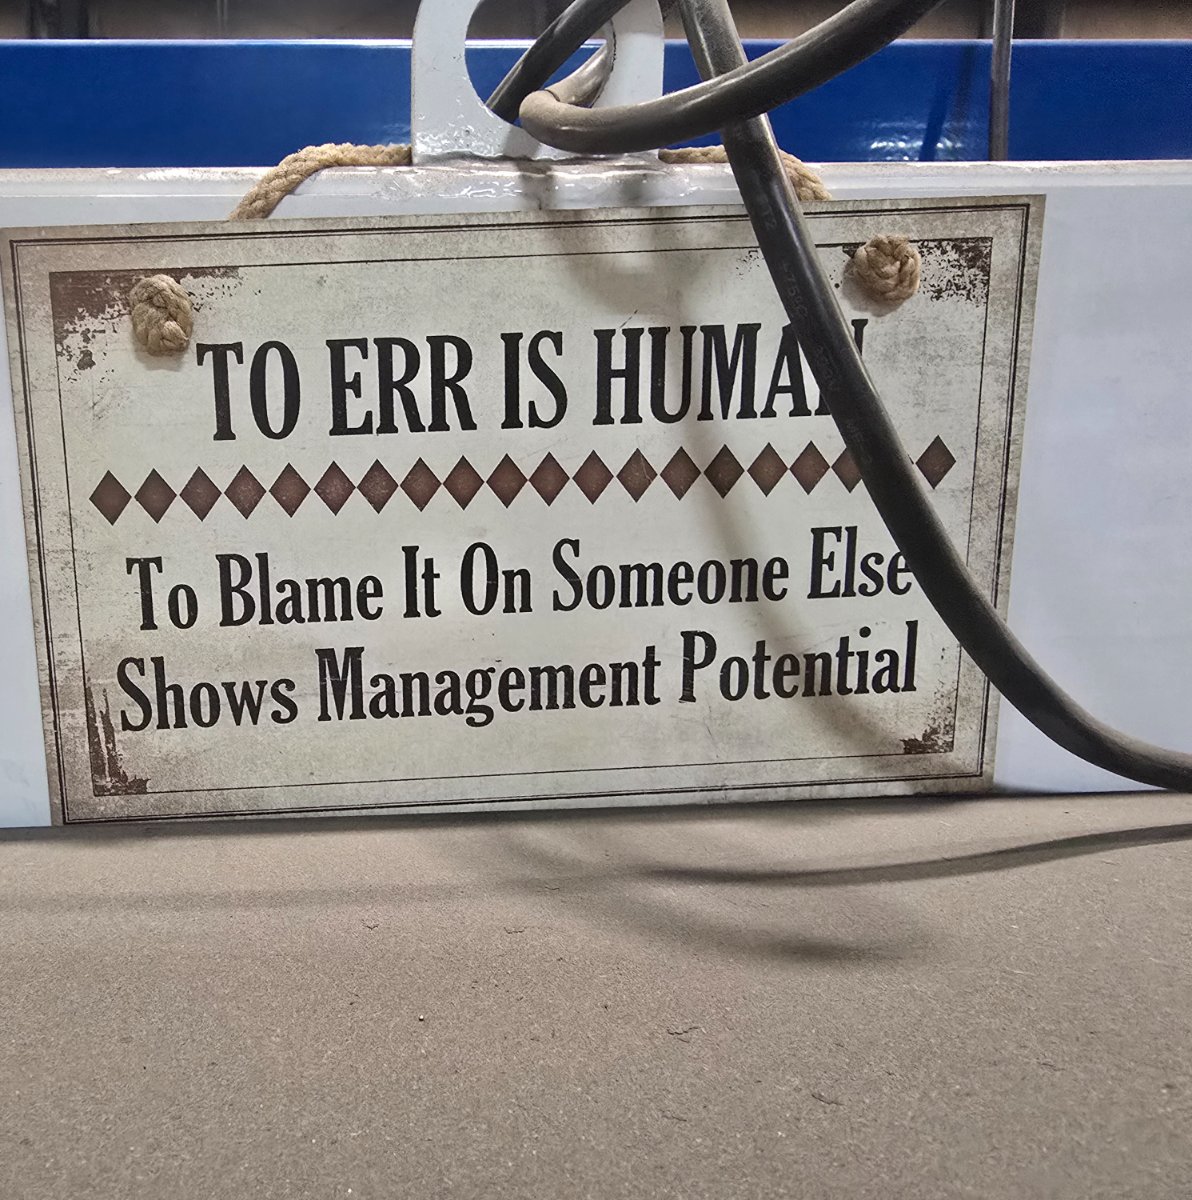 TO ERR IS HUMAN
To Blame It On Someone Else
Shows Management Potential